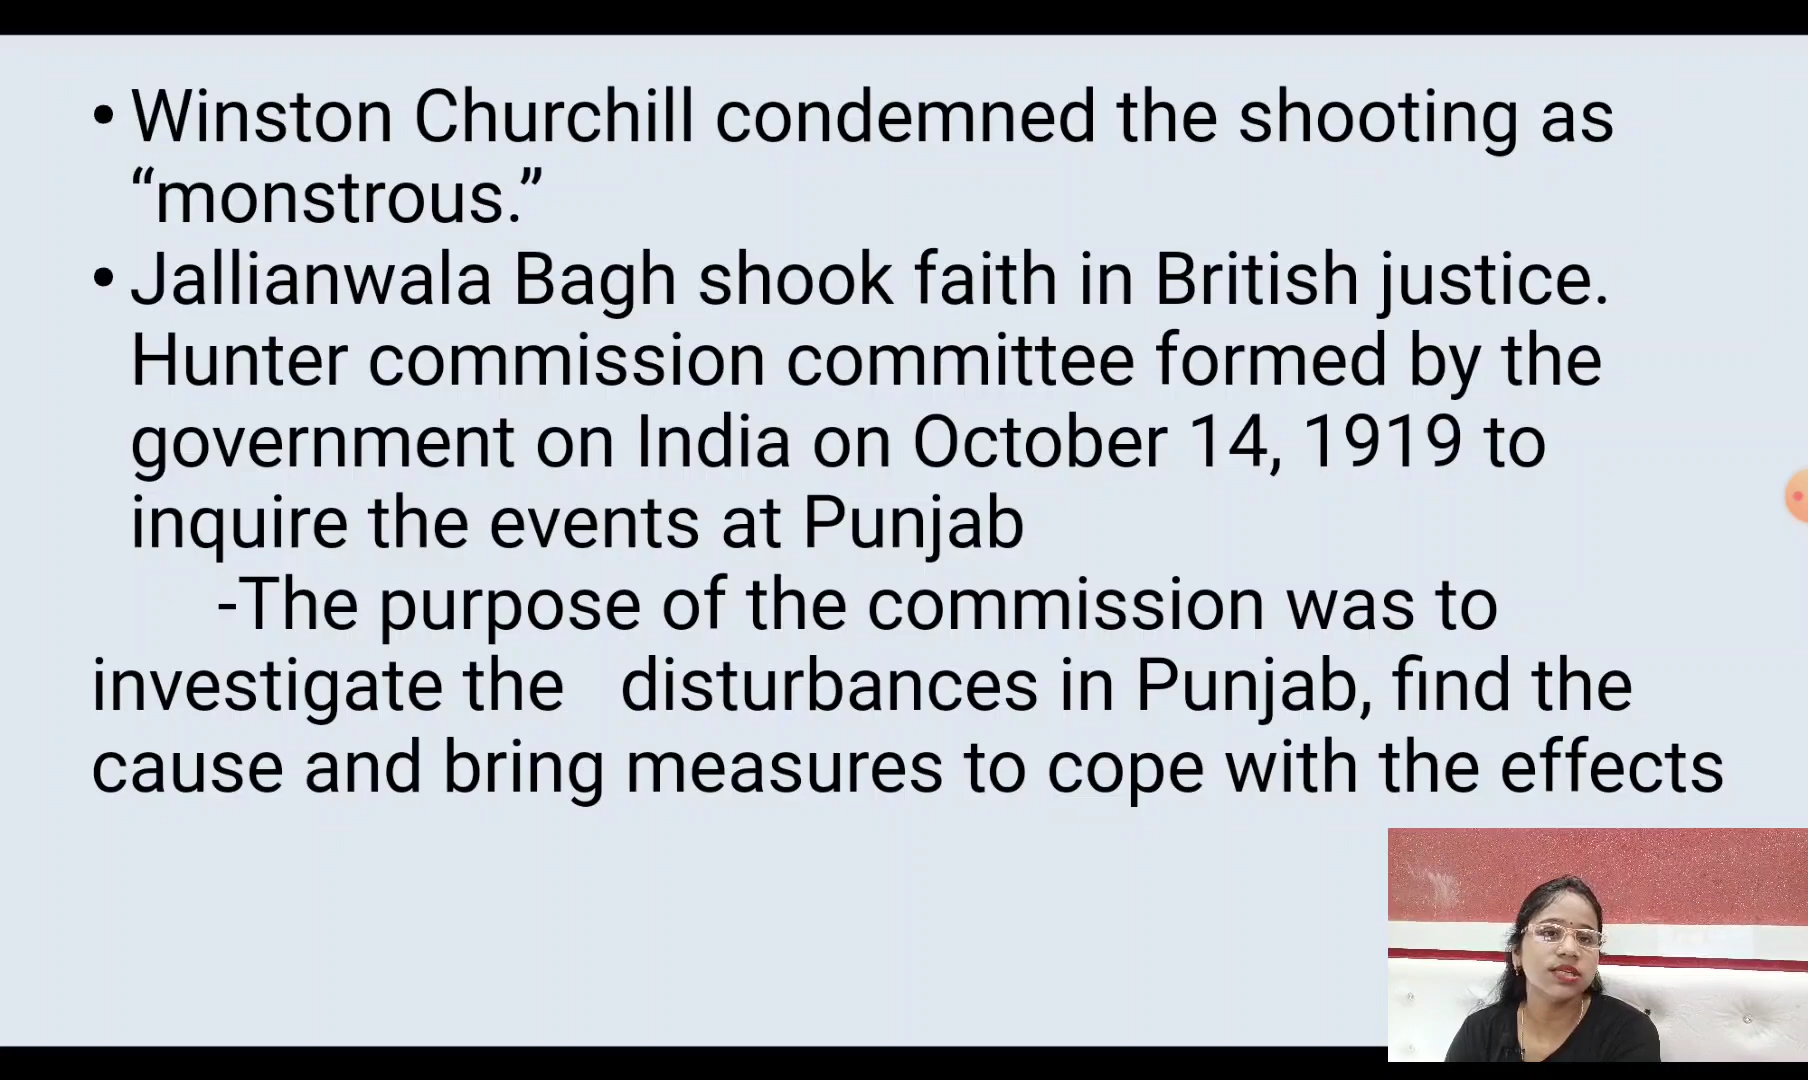 • Winston Churchill condemned the shooting as
“monstrous.”
• Jallianwala Bagh shook faith in British justice.
Hunter commission committee formed by the
government on India on October 14, 1919 to
inquire the events at Punjab
-The purpose of the commission was to
investigate the   disturbances in Punjab, find the
cause and bring measures to cope with the effects